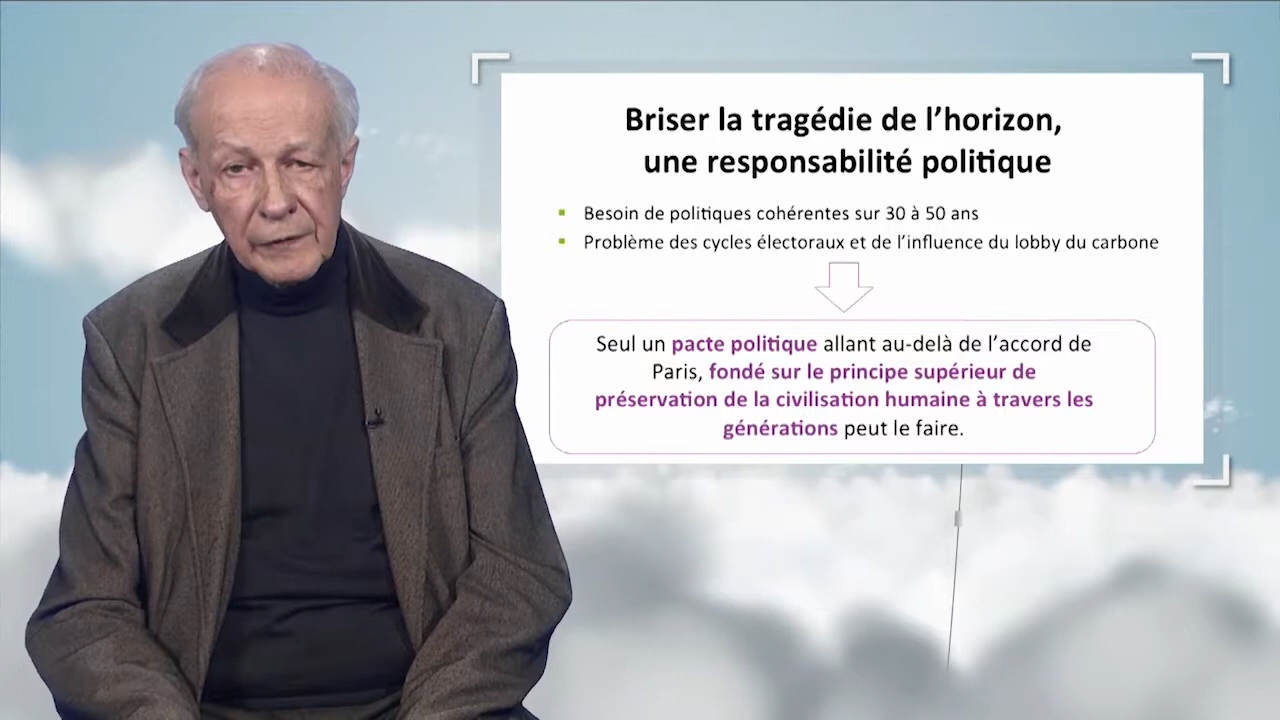 Briser la tragédie de l’horizon,
une responsabilité politique
Besoin de politiques cohérentes sur 30 à 50 ans
Problème des cycles électoraux et de l’influence du lobby du carbone
Seul un pacte politique allant au-delà de l’accord de
Paris, fondé sur le principe supérieur de
préservation de la civilisation humaine à travers les
générations peut le faire.